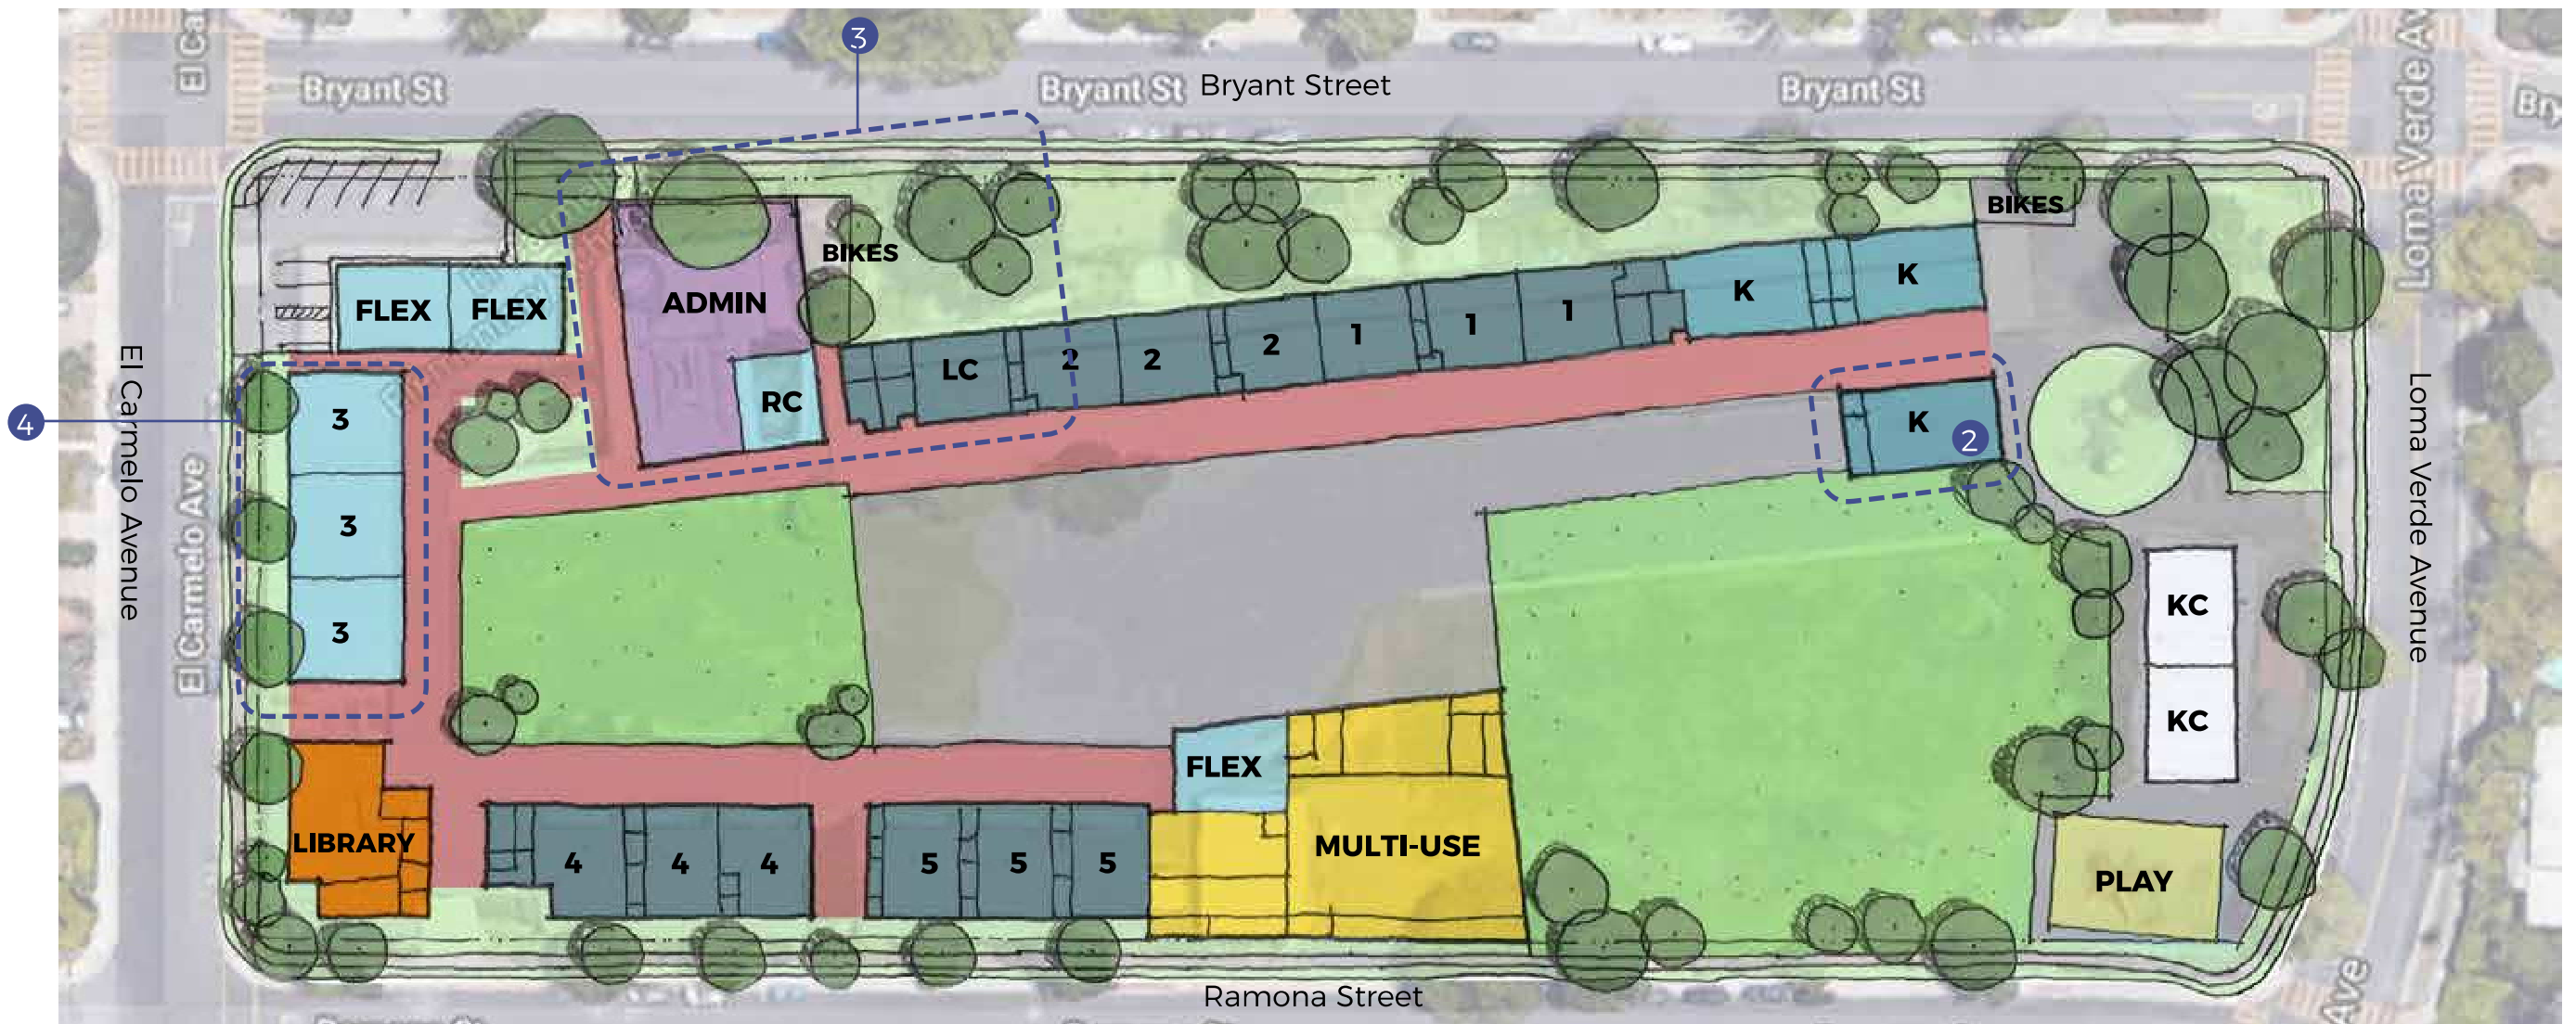 3
El Ca
Bryant St
Bryant St
Bryant Street
Bryant St
Loma Verde Av
Bry
BIKES
BIKES
ADMIN
FLEX
FLEX
K
K
1
1
1
2
2
2
LC
RC
4
3
3
3
K
2
El Carmelo Avenue
El Carmelo Ave
Loma Verde Avenue
KC
KC
FLEX
LIBRARY
MULTI-USE
4
4
4
5
5
5
PLAY
Ramona Street
Ave